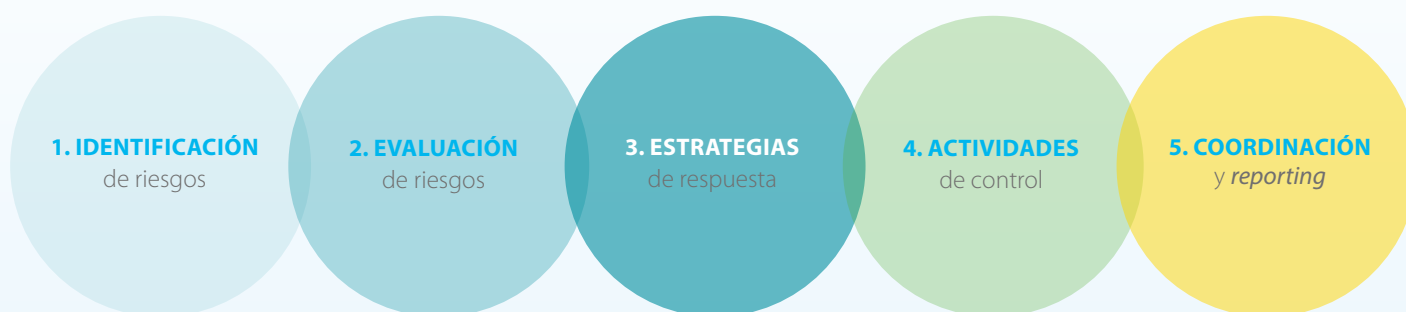 1. IDENTIFICACIÓN
de riesgos
2. EVALUACIÓN
de riesgos
3. ESTRATEGIAS
de respuesta
4. ACTIVIDADES
de control
5. COORDINACIÓN
y reporting